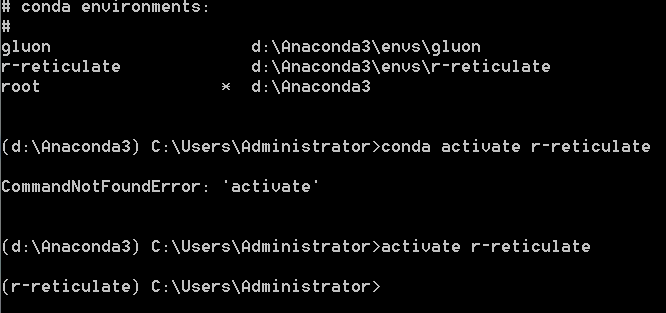 # conda environments:
#
gluon                    d:\Anaconda3\envs\gluon
r-reticulate             d:\Anaconda3\envs\r-reticulate
root                  *  d:\Anaconda3
(d:\Anaconda3) C:\Users\Administrator>conda activate r-reticulate
CommandNotFoundError: 'activate'
(d:\Anaconda3) C:\Users\Administrator>activate r-reticulate
(r-reticulate) C:\Users\Administrator>